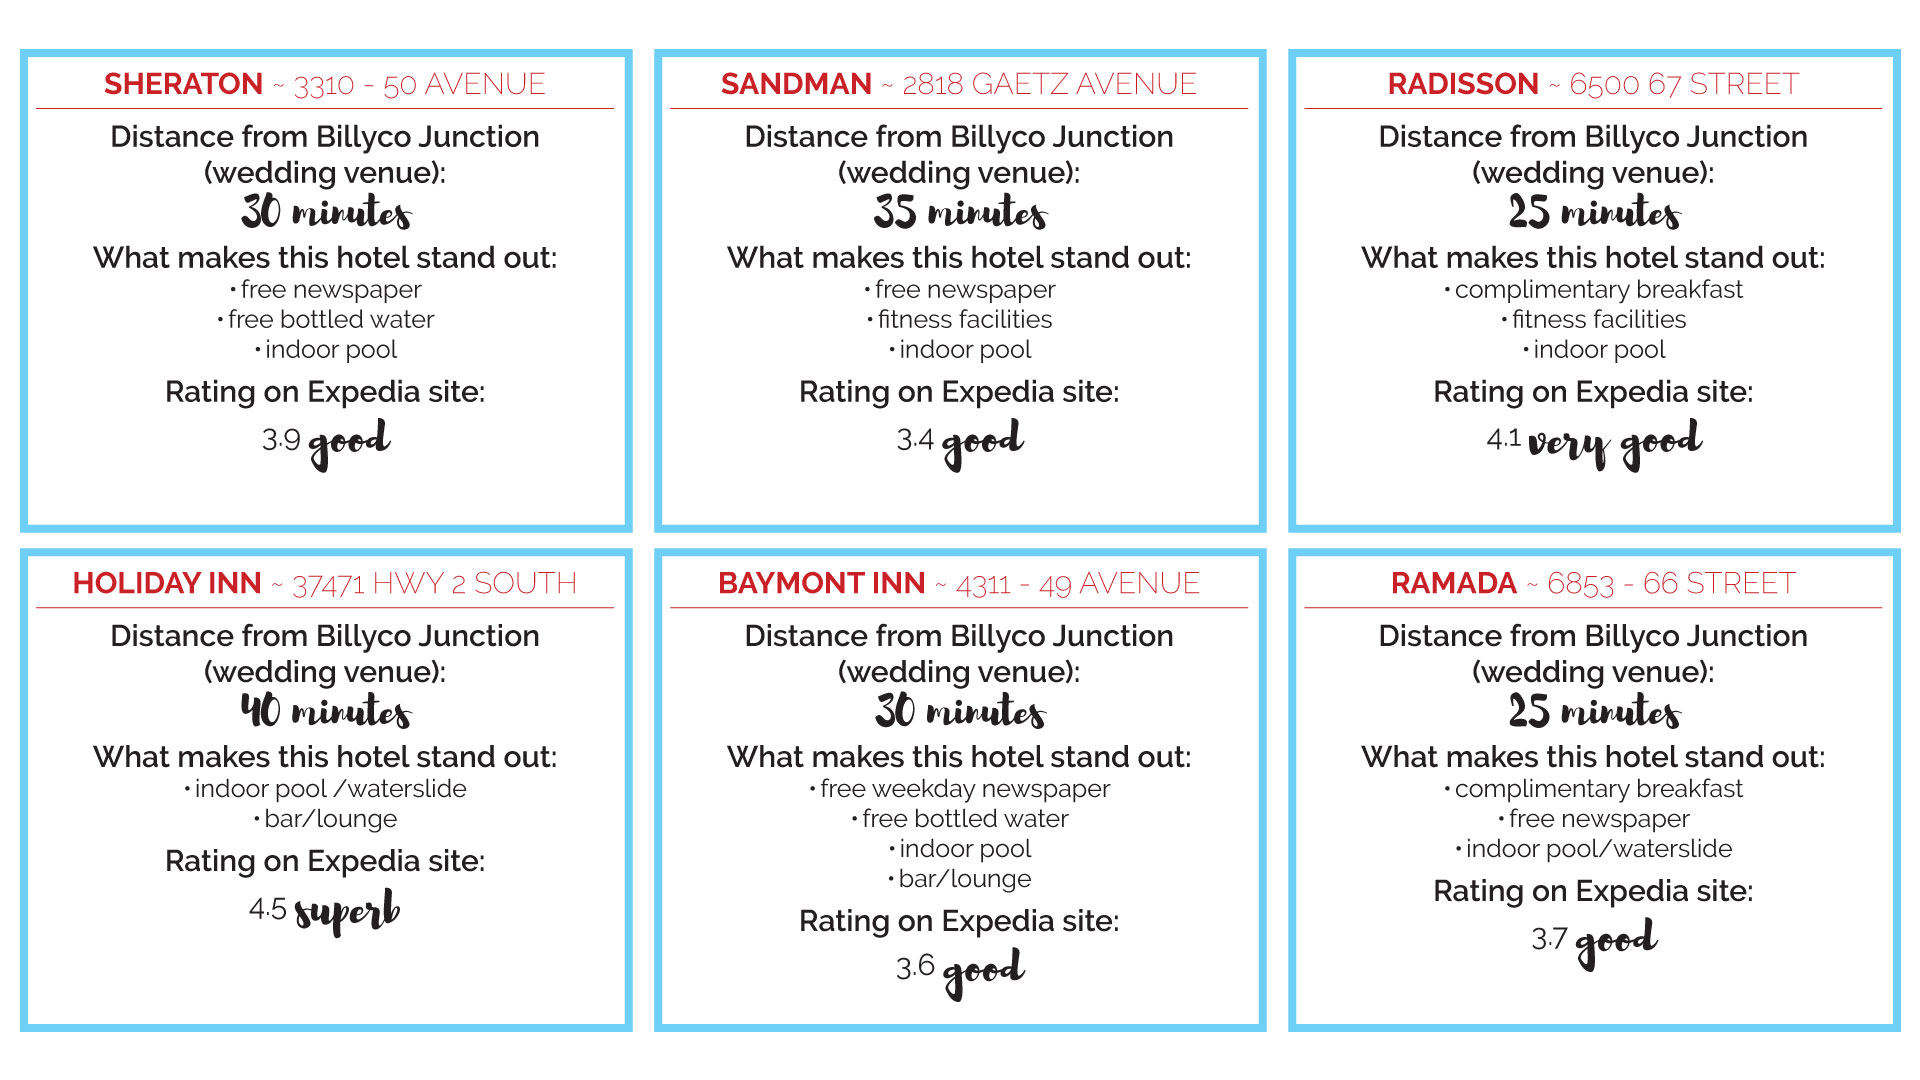 SHERATON ~ 3310 - 50 AVENUE
Distance from Billyco Junction
(wedding venue):
30 minutes
What makes this hotel stand out:
• free newspaper
• free bottled water
• indoor pool
Rating on Expedia site:
3.9 good
SANDMAN ~ 2818 GAETZ AVENUE
Distance from Billyco Junction
(wedding venue):
35 minutes
What makes this hotel stand out:
• free newspaper
• fitness facilities
• indoor pool
Rating on Expedia site:
3.4 good
RADISSON ~ 6500 67 STREET
Distance from Billyco Junction
(wedding venue):
25 minutes
What makes this hotel stand out:
• complimentary breakfast
• fitness facilities
• indoor pool
Rating on Expedia site:
4.1 very good
HOLIDAY INN ~ 37471 HWY 2 SOUTH
Distance from Billyco Junction
(wedding venue):
40 minutes
What makes this hotel stand out:
• indoor pool /waterslide
• bar/lounge
Rating on Expedia site:
4.5 superb
BAYMONT INN ~ 4311 - 49 AVENUE
Distance from Billyco Junction
(wedding venue):
30 minutes
What makes this hotel stand out:
• free weekday newspaper
• free bottled water
• indoor pool
• bar/lounge
Rating on Expedia site:
3.6 good
RAMADA ~ 6853 - 66 STREET
Distance from Billyco Junction
(wedding venue):
25 minutes
What makes this hotel stand out:
• complimentary breakfast
• free newspaper
• indoor pool/waterslide
Rating on Expedia site:
3.7 good